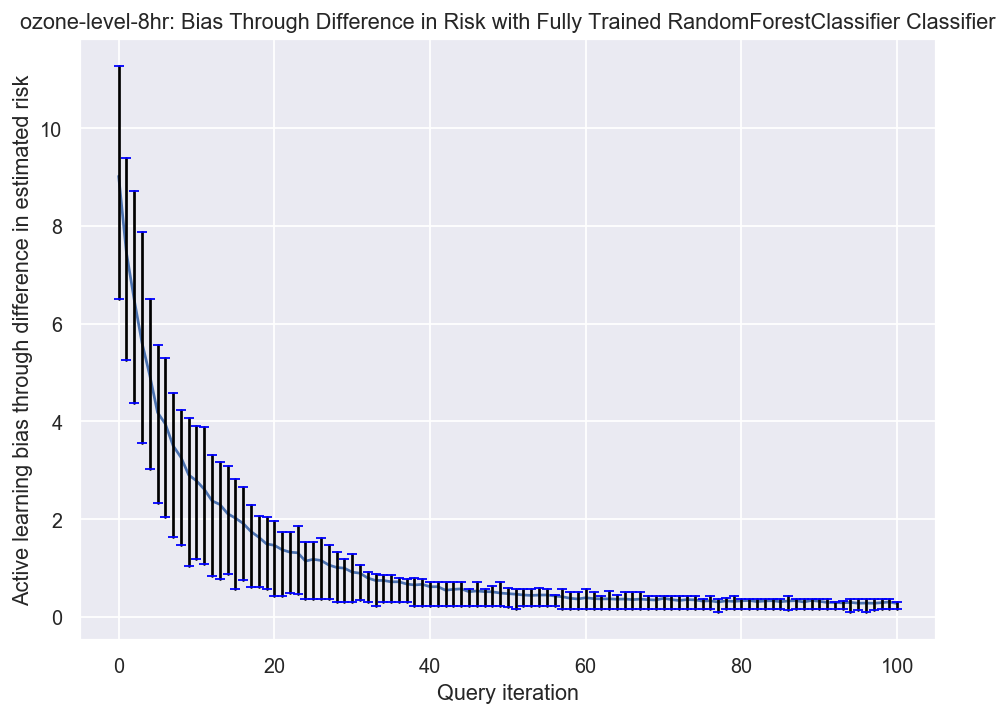 ozone-level-8hr: Bias Through Difference in Risk with Fully Trained RandomForestClassifier Classifier
Active learning bias through difference in estimated risk
10
8
6
4
2
0
0 20 40 60 80 100
Query iteration